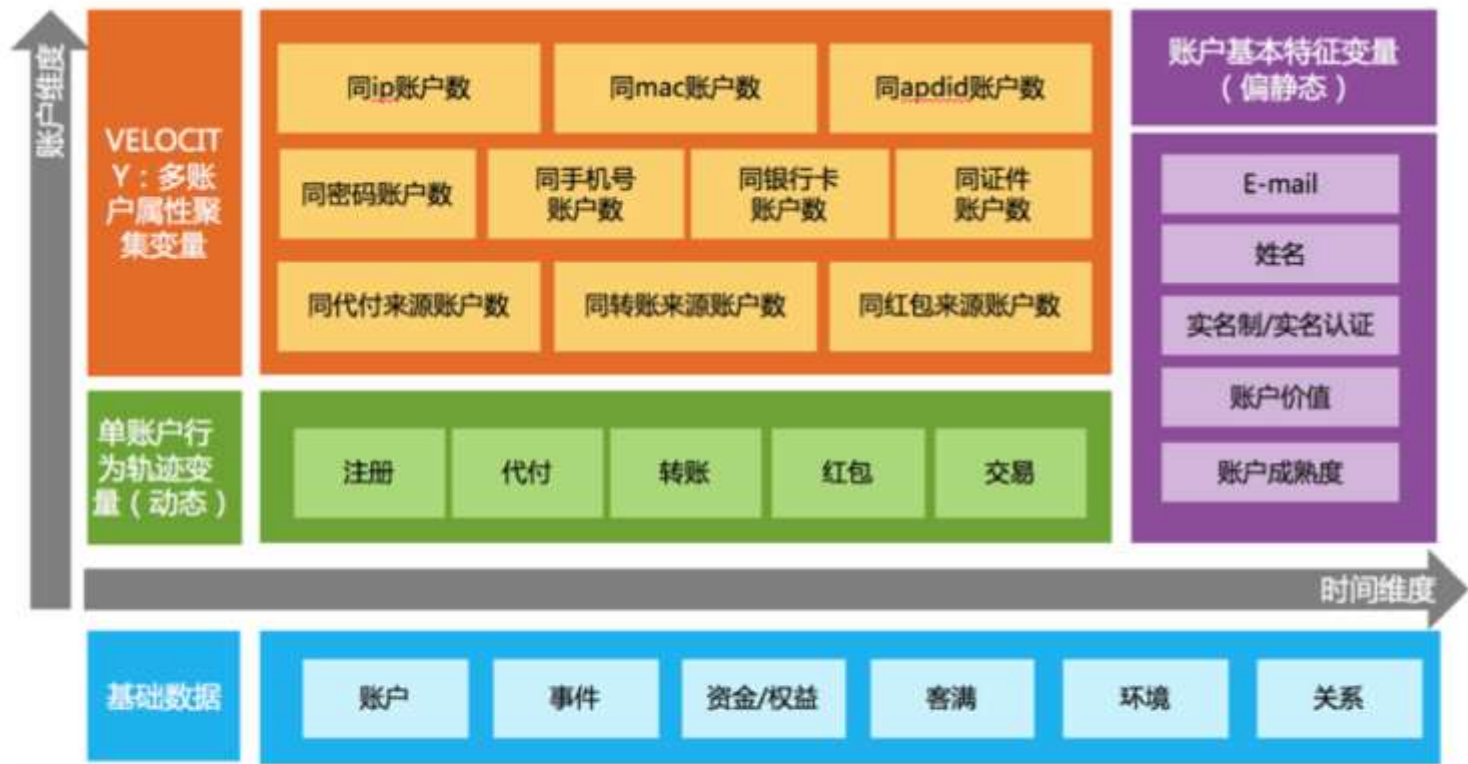 账户维度
VELOCIT
Y：多账
户属性聚
集变量
同ip账户数
同mac账户数
同apdid账户数
同密码账户数
同手机号
账户数
同银行卡
账户数
同证件
账户数
同代付来源账户数
同转账来源账户数
同红包来源账户数
账户基本特征变量
（偏静态）
E-mail
姓名
实名制/实名认证
账户价值
账户成熟度
单账户行
为轨迹变
量（动态）
注册
代付
转账
红包
交易
时间维度
基础数据
账户
事件
资金/权益
客满
环境
关系